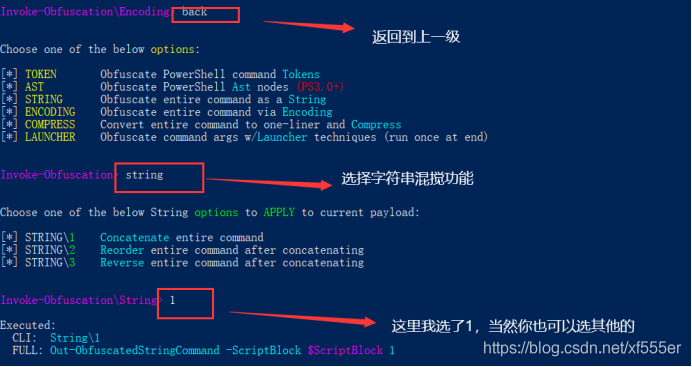 Invoke-Obfuscation\Encoding> back
返回到上一级
Choose one of the below options:
[*] TOKEN Obfuscate PowerShell command Tokens
[*] AST Obfuscate PowerShell Ast nodes (PS3.0+)
[*] STRING Obfuscate entire command as a String
[*] ENCODING Obfuscate entire command via Encoding
[*] COMPRESS Convert entire command to one-liner and Compress
[*] LAUNCHER Obfuscate command args w/Launcher techniques (run once at end)
Invoke-Obfuscation> string
选择字符串混搅功能
Choose one of the below String options to APPLY to current payload:
[*] STRING\1 Concatenate entire command
[*] STRING\2 Reorder entire command after concatenating
[*] STRING\3 Reverse entire command after concatenating
Invoke-Obfuscation\String> 1
这里我选了1，当然你也可以选其他的
Executed:
CLI: String\1
FULL: Out-ObfuscatedStringCommand -ScriptBlock $ScriptBlock 1
https://blog.csdn.net/xf555er